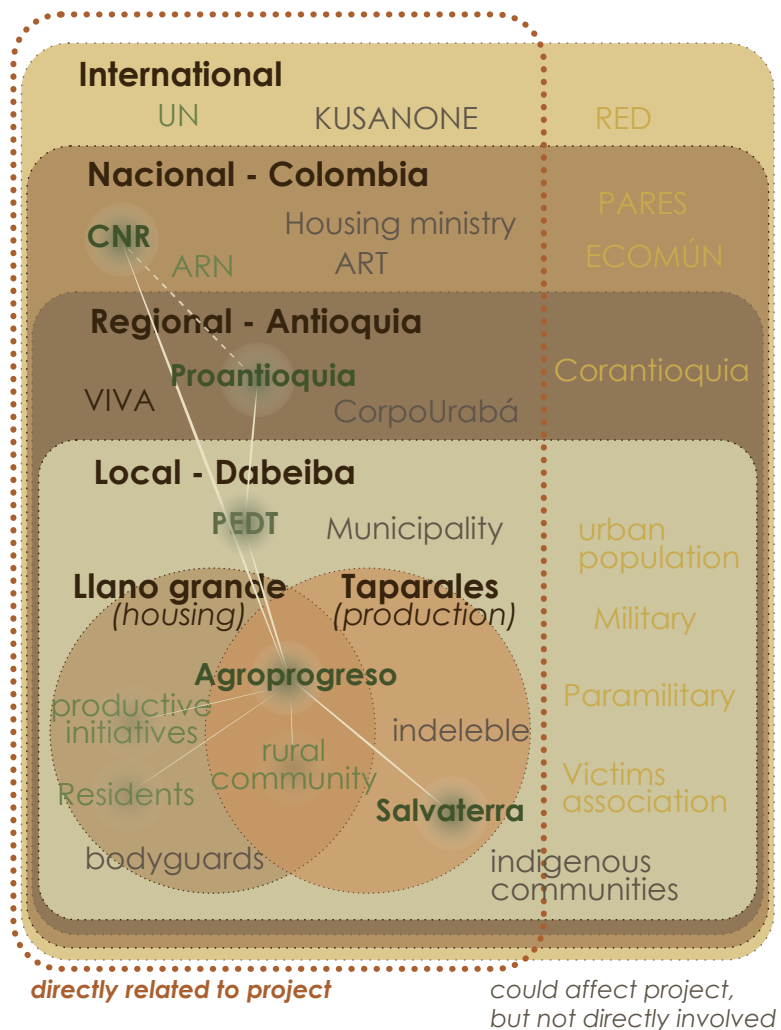 International
UN
KUSANONE
RED
Nacional - Colombia
PARES
CNR
Housing ministry
ARN
ART
ECOMÚN
Regional - Antioquia
Proantioquia
Corantioquia
VIVA
CorpoUrabá
Local - Dabeiba
PEDT
Municipality
urban
population
Llano grande
(housing)
Taparales
(production)
Military
Agroprogreso
productive
initiatives
Paramilitary
indeleble
rural
community
Residents
Salvaterra
Victims
association
bodyguards
indigenous
communities
directly related to project
could affect project,
but not directly involved